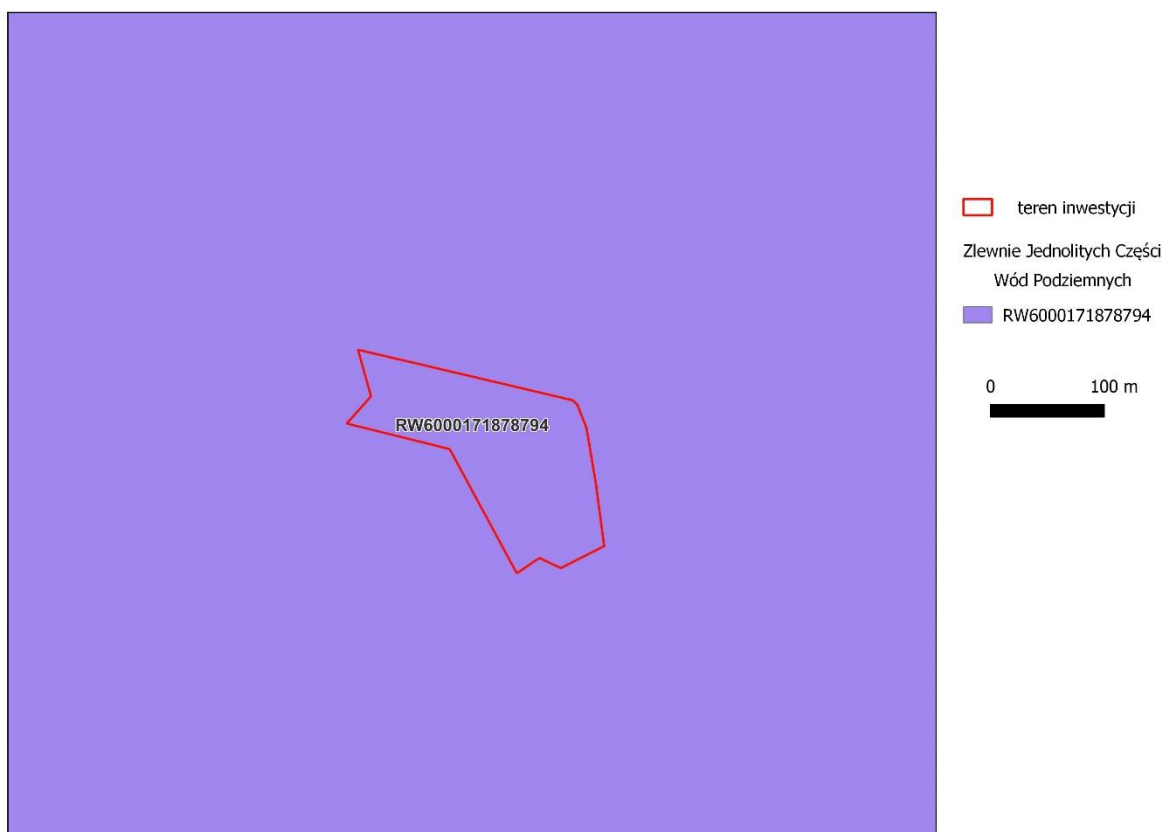 teren inwestycji
Zlewnie Jednolitych Części
Wód Podziemnych
RW6000171878794
0 100 m
RW6000171878794